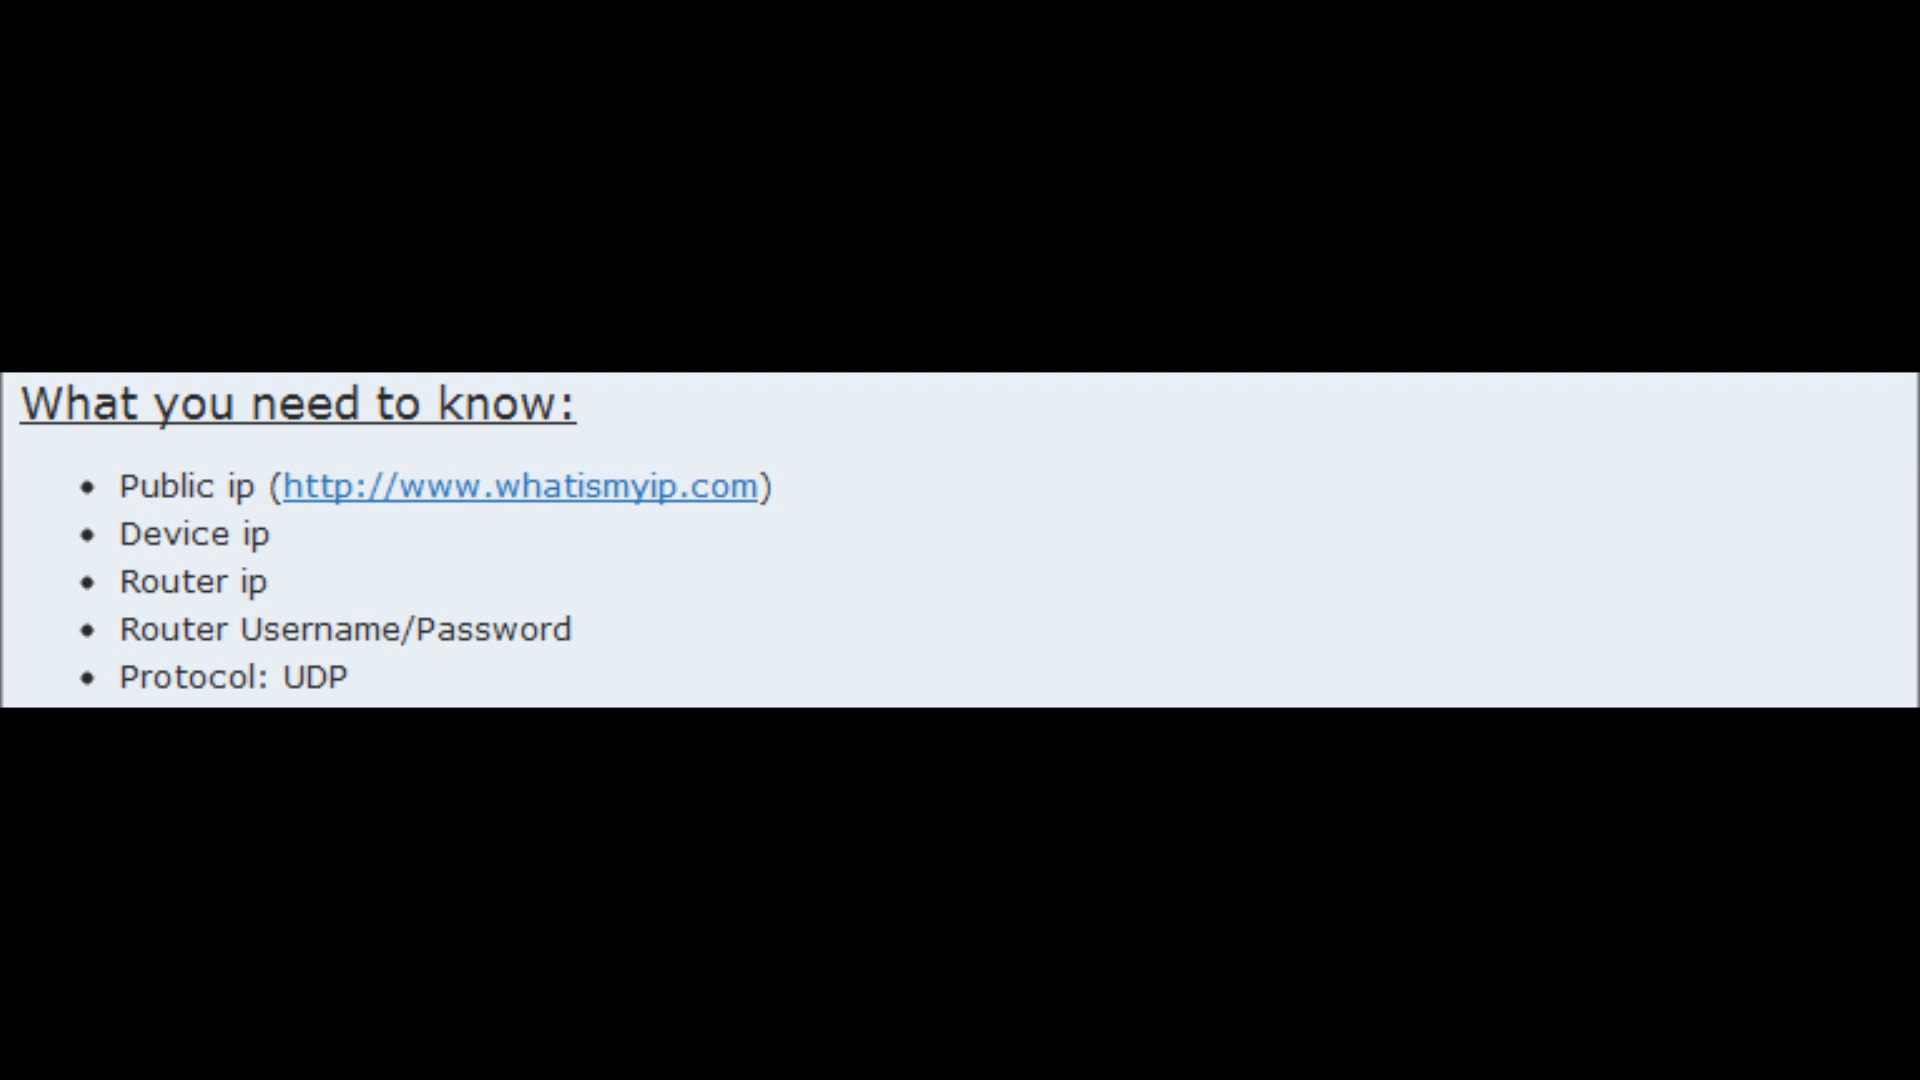 What you need to know:
• Public ip (http://www.whatismyip.com)
• Device ip
• Router ip
• Router Username/Password
• Protocol: UDP